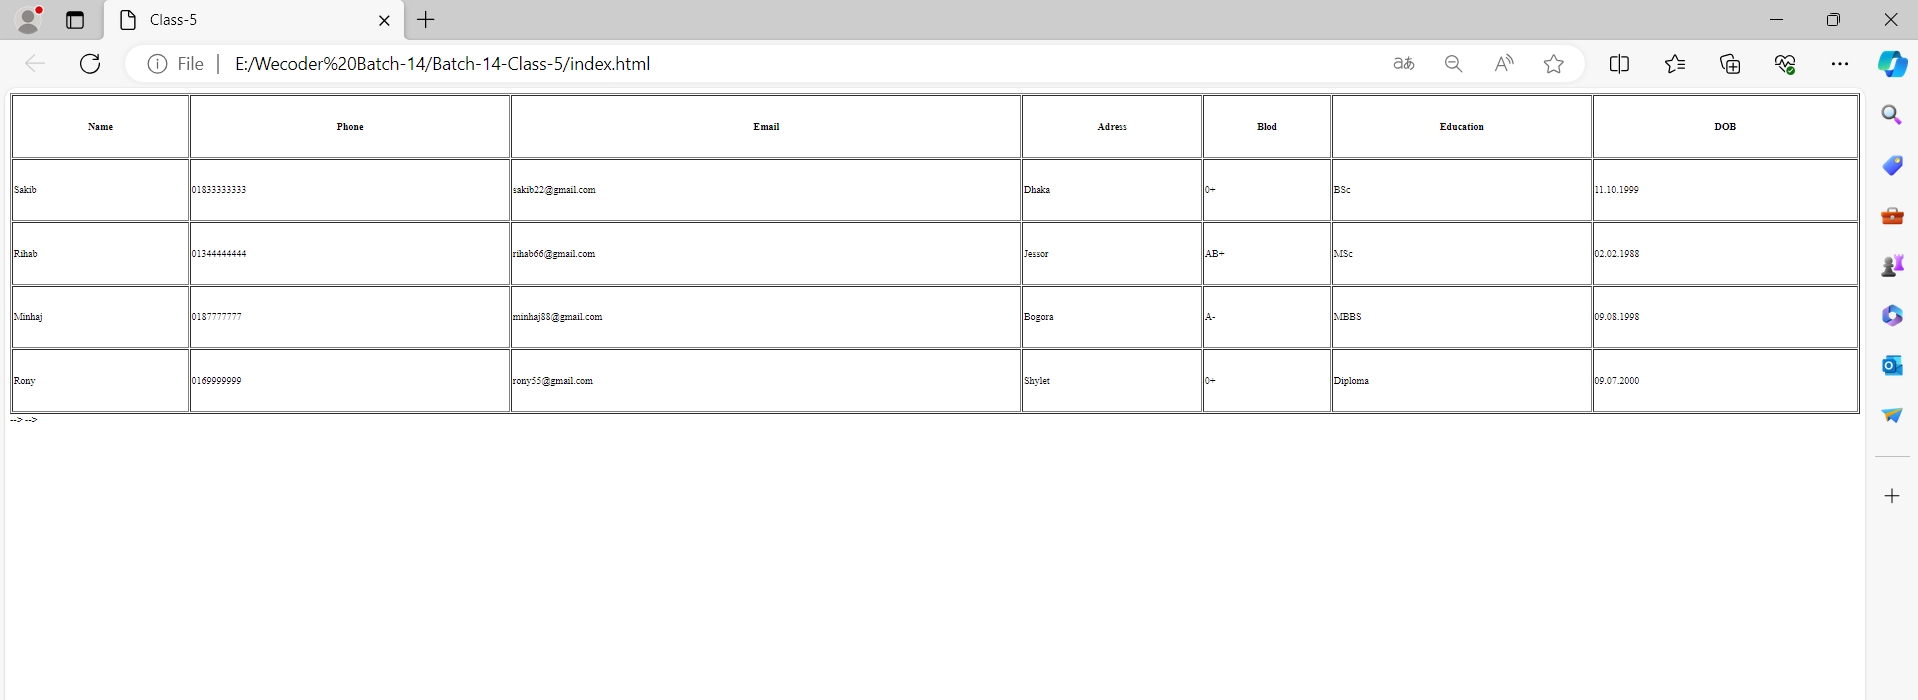 Class-5
File | E:/Wecoder%20Batch-14/Batch-14-Class-5/index.html aあ A
Name Phone Email Adress Blod Education DOB
Sakib 01833333333 sakib22@gmail.com Dhaka 0+ BSc 11.10.1999
Rihab 01344444444 rihab66@gmail.com Jessor AB+ MSc 02.02.1988
Minhaj 0187777777 minhaj88@gmail.com Bogora A- MBBS 09.08.1998
Rony 0169999999 rony55@gmail.com Shylet 0+ Diploma 09.07.2000
--> -->